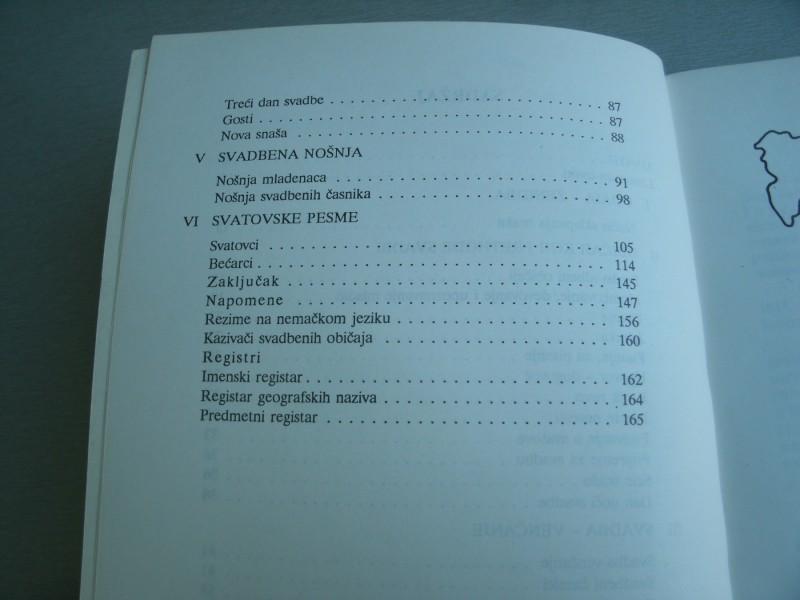 Treći dan svadbe . . . . . . . . . . . . . . . . . . . . . . . . . . . 87
Gosti . . . . . . . . . . . . . . . . . . . . . . . . . . . . . . . . . . 87
Nova snaša . . . . . . . . . . . . . . . . . . . . . . . . . . . . . . 88
V SVADBENA NOŠNJA
Nošnja mladenaca . . . . . . . . . . . . . . . . . . . . . . . . . . 91
Nošnja svadbenih časnika . . . . . . . . . . . . . . . . . . . . . 98
VI SVATOVSKE PESME
Svatovci . . . . . . . . . . . . . . . . . . . . . . . . . . . . . . . 105
Bećarci . . . . . . . . . . . . . . . . . . . . . . . . . . . . . . . . 114
Zaključak . . . . . . . . . . . . . . . . . . . . . . . . . . . . . . 145
Napomene . . . . . . . . . . . . . . . . . . . . . . . . . . . . . 147
Rezime na nemačkom jeziku . . . . . . . . . . . . . . . . . . . 156
Kazivači svadbenih običaja . . . . . . . . . . . . . . . . . . . . 160
Registri
Imenski registar . . . . . . . . . . . . . . . . . . . . . . . . . . . 162
Registar geografskih naziva . . . . . . . . . . . . . . . . . . . . 164
Predmetni registar . . . . . . . . . . . . . . . . . . . . . . . . . 165